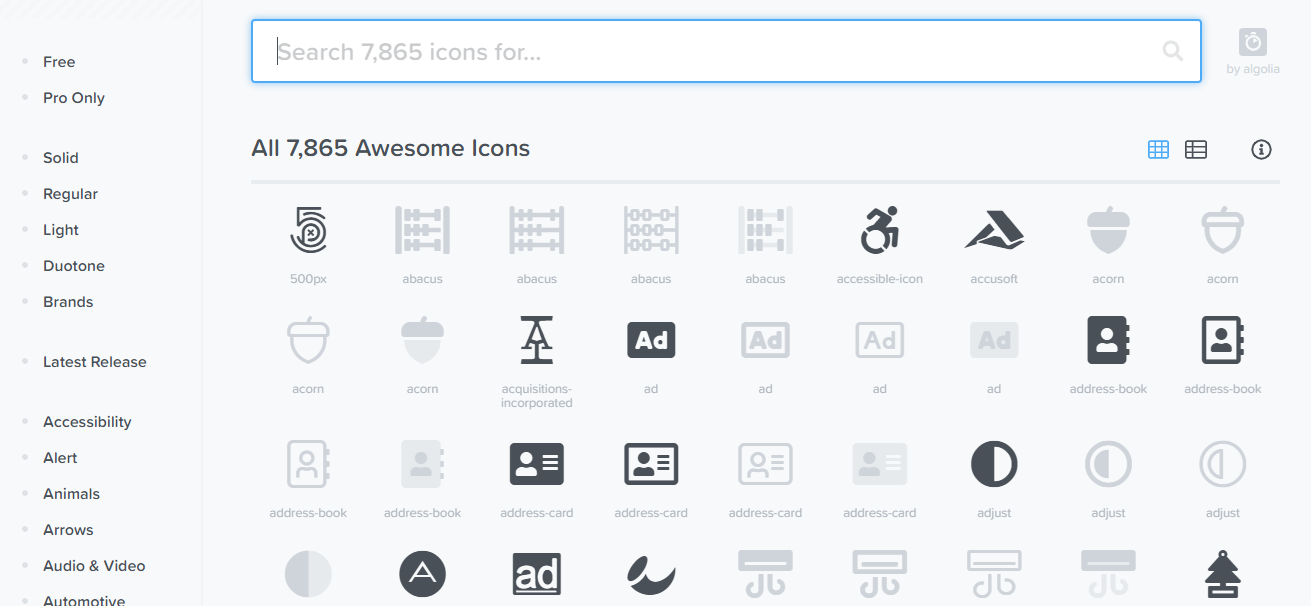 Free
Pro Only
Solid
Regular
Light
Duotone
Brands
Latest Release
Accessibility
Alert
Animals
Arrows
Audio & Video
Automotive
Search 7,865 icons for...
by algolia
All 7,865 Awesome Icons
500px
abacus
abacus
abacus
abacus
accessible-icon
accusoft
acorn
acorn
acorn
acorn
acquisitions-
incorporated
Ad
ad
Ad
ad
Ad
ad
Ad
ad
address-book
address-book
address-book
address-book
address-card
address-card
address-card
address-card
adjust
adjust
adjust
ad